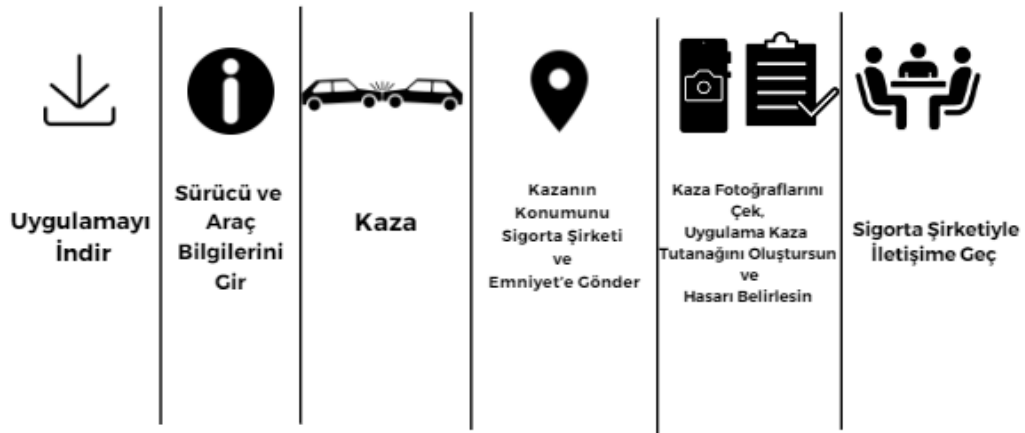 Uygulamayı
İndir
Sürücü ve
Araç
Bilgilerini
Gir
Kaza
Kazanın
Konumunu
Sigorta Şirketi
ve
Emniyet'e Gönder
Kaza Fotoğraflarını
Çek,
Uygulama Kaza
Tutanağını Oluştursun
ve
Hasarı Belirlesin
Sigorta Şirketiyle
İletişime Geç